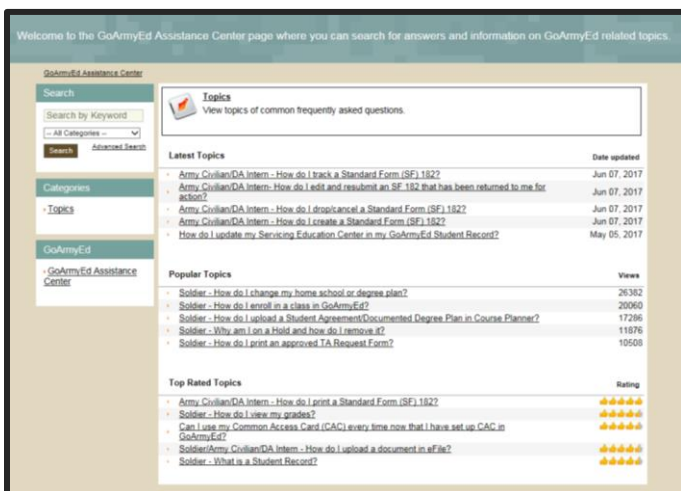 Welcome to the GoArmyEd Assistance Center page where you can search for answers and information on GoArmyEd related topics.
GoArmyEd Assistance Center
Search
Search by Keyword
-- All Categories --
Search Advanced Search
Categories
Topics
GoArmyEd
GoArmyEd Assistance
Center
Topics
View topics of common frequently asked questions.
Latest Topics Date updated
Army Civilian/DA Intern - How do I track a Standard Form (SF) 182? Jun 07, 2017
Army Civilian/DA Intern- How do I edit and resubmit an SF 182 that has been returned to me for
action? Jun 07, 2017
Army Civilian/DA Intern - How do I drop/cancel a Standard Form (SF) 182? Jun 07, 2017
Army Civilian/DA Intern - How do I create a Standard Form (SF) 182? Jun 07, 2017
How do I update my Servicing Education Center in my GoArmyEd Student Record? May 05, 2017
Popular Topics Views
Soldier - How do I change my home school or degree plan? 26382
Soldier - How do I enroll in a class in GoArmyEd? 20060
Soldier - How do I upload a Student Agreement/Documented Degree Plan in Course Planner? 17286
Soldier - Why am I on a Hold and how do I remove it? 11876
Soldier - How do I print an approved TA Request Form? 10508
Top Rated Topics Rating
Army Civilian/DA Intern - How do I print a Standard Form (SF) 182?
Soldier - How do I view my grades?
Can I use my Common Access Card (CAC) every time now that I have set up CAC in
GoArmyEd?
Soldier/Army Civilian/DA Intern - How do I upload a document in eFile?
Soldier - What is a Student Record?